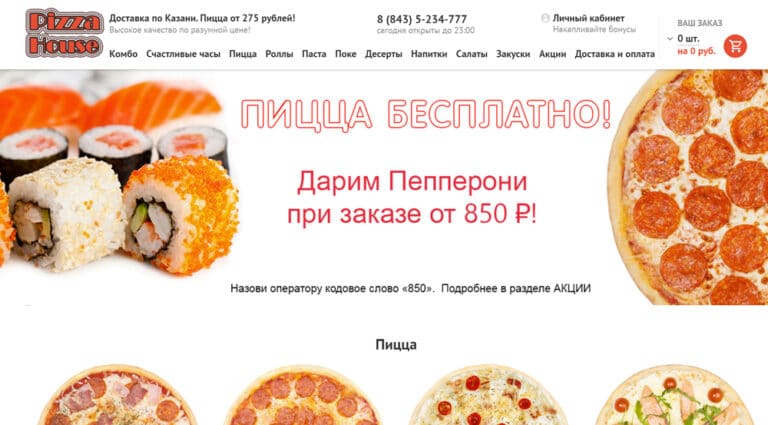 Pizza
House
Доставка по Казани. Пицца от 275 рублей!
Высокое качество по разумной цене!
8 (843) 5-234-777
сегодня открыты до 23:00
Личный кабинет
Накапливайте бонусы
ВАШ ЗАКАЗ
0 шт.
на 0 руб.
Комбо Счастливые часы Пицца Роллы Паста Поке Десерты Напитки Салаты Закуски Акции Доставка и оплата
ПИЦЦА БЕСПЛАТНО!
Дарим Пепперони
при заказе от 850 ₽!
Назови оператору кодовое слово «850». Подробнее в разделе АКЦИИ
Пицца